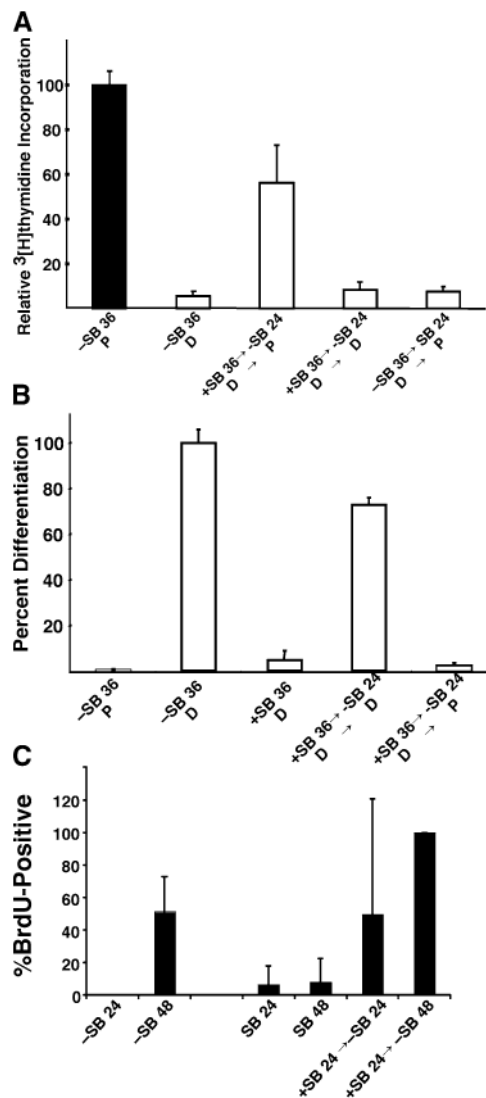 A
Relative ³[H]thymidine Incorporation
100
80
60
40
20
–SB 36
P
–SB 36
D
+SB 36→ -SB 24
D → P
+SB 36→ -SB 24
D → D
–SB 36→ SB 24
D → P
B
Percent Differentiation
100
80
60
40
20
–SB 36
P
–SB 36
D
+SB 36
D
+SB 36→ -SB 24
D → D
+SB 36→ -SB 24
D → P
C
%BrdU-Positive
120
100
80
60
40
20
0
–SB 24
–SB 48
SB 24
SB 48
+SB 24→–SB 24
+SB 24→–SB 48